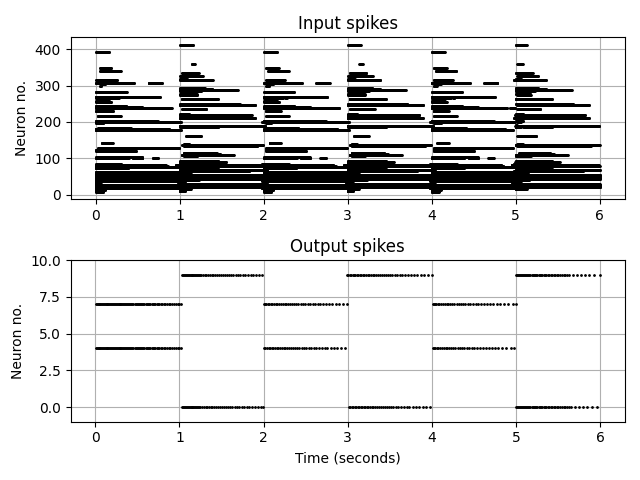 Input spikes
Neuron no.
400
300
200
100
0
0 1 2 3 4 5 6
Output spikes
Neuron no.
10.0
7.5
5.0
2.5
0.0
0 1 2 3 4 5 6
Time (seconds)